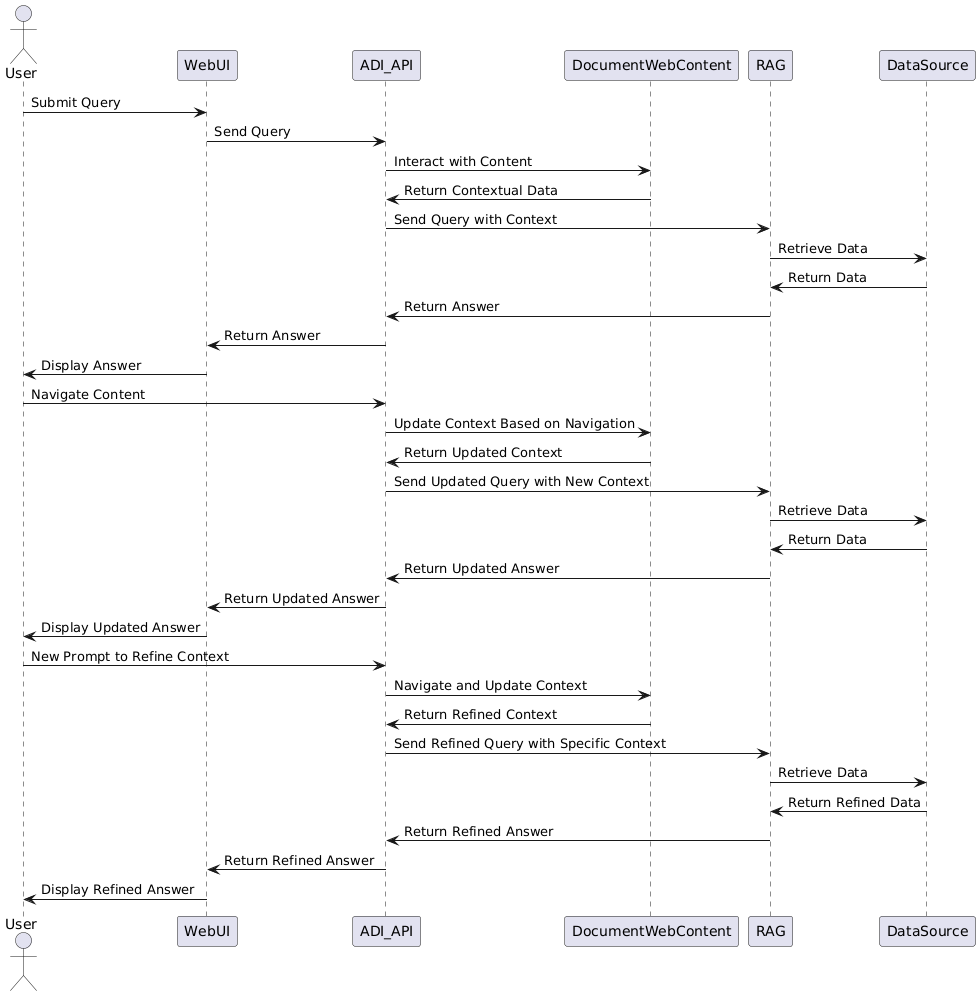 User
WebUI
ADI_API
DocumentWebContent
RAG
DataSource
Submit Query
Send Query
Interact with Content
Return Contextual Data
Send Query with Context
Retrieve Data
Return Data
Return Answer
Return Answer
Display Answer
Navigate Content
Update Context Based on Navigation
Return Updated Context
Send Updated Query with New Context
Retrieve Data
Return Data
Return Updated Answer
Return Updated Answer
Display Updated Answer
New Prompt to Refine Context
Navigate and Update Context
Return Refined Context
Send Refined Query with Specific Context
Retrieve Data
Return Refined Data
Return Refined Answer
Return Refined Answer
Display Refined Answer
User
WebUI
ADI_API
DocumentWebContent
RAG
DataSource